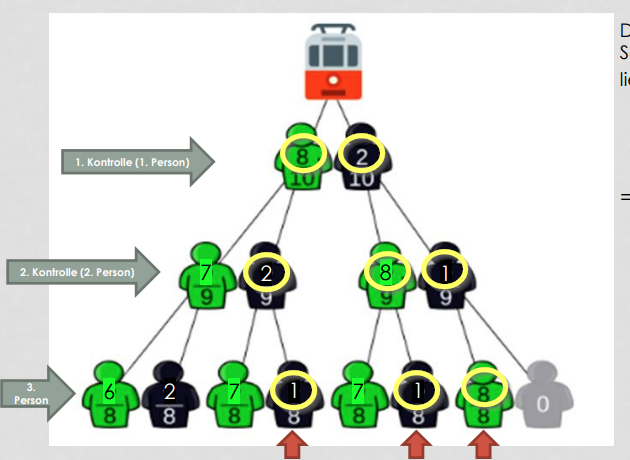 D
S
lie
1. Kontrolle (1. Person)
8 2
10 10
=
2. Kontrolle (2. Person)
7 2 8 1
9 9 9 9
3.
Person
6 2 7 1 7 1 8 0
8 8 8 8 8 8 8